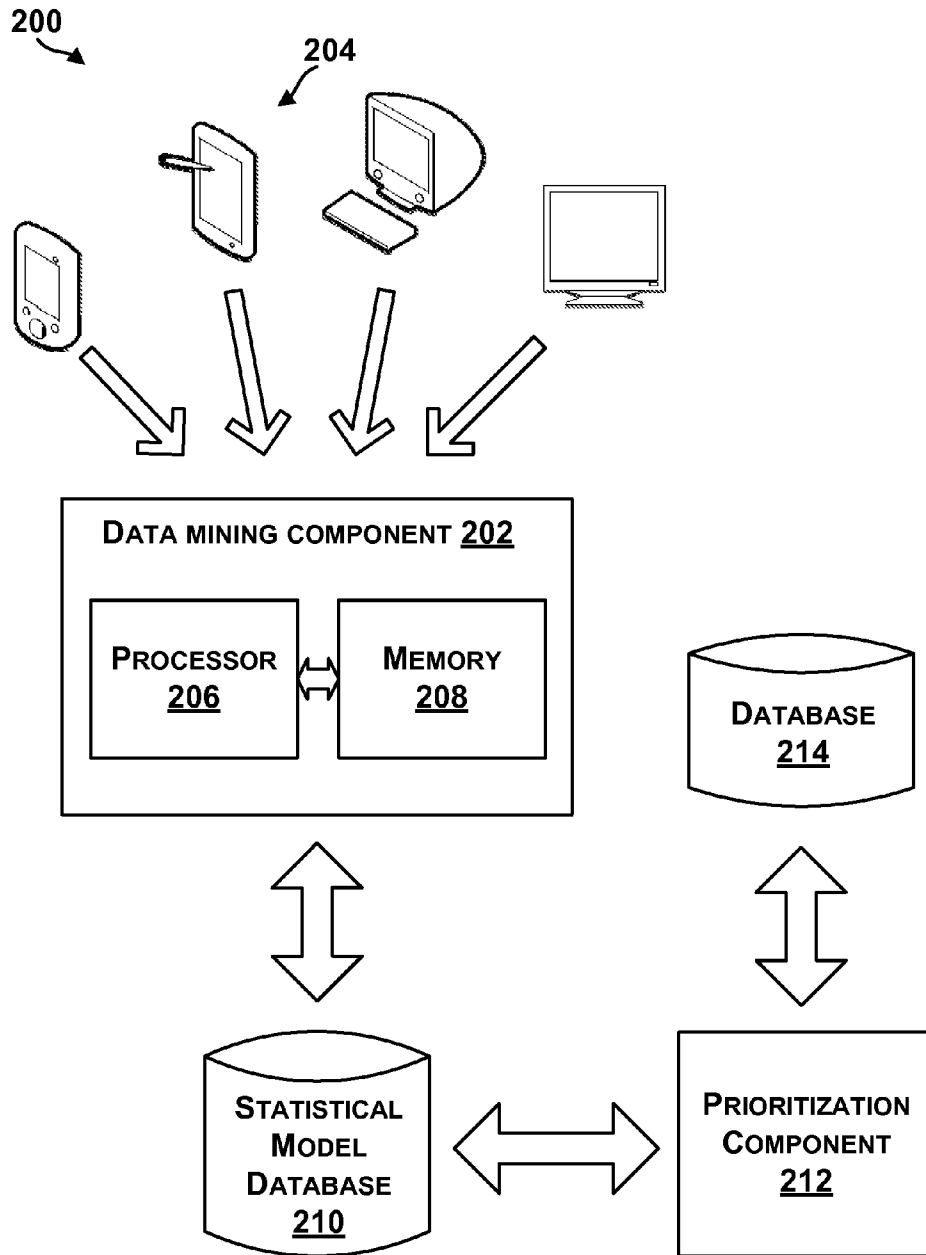 200
204
DATA MINING COMPONENT 202
PROCESSOR
206
MEMORY
208
DATABASE
214
STATISTICAL
MODEL
DATABASE
210
PRIORITIZATION
COMPONENT
212